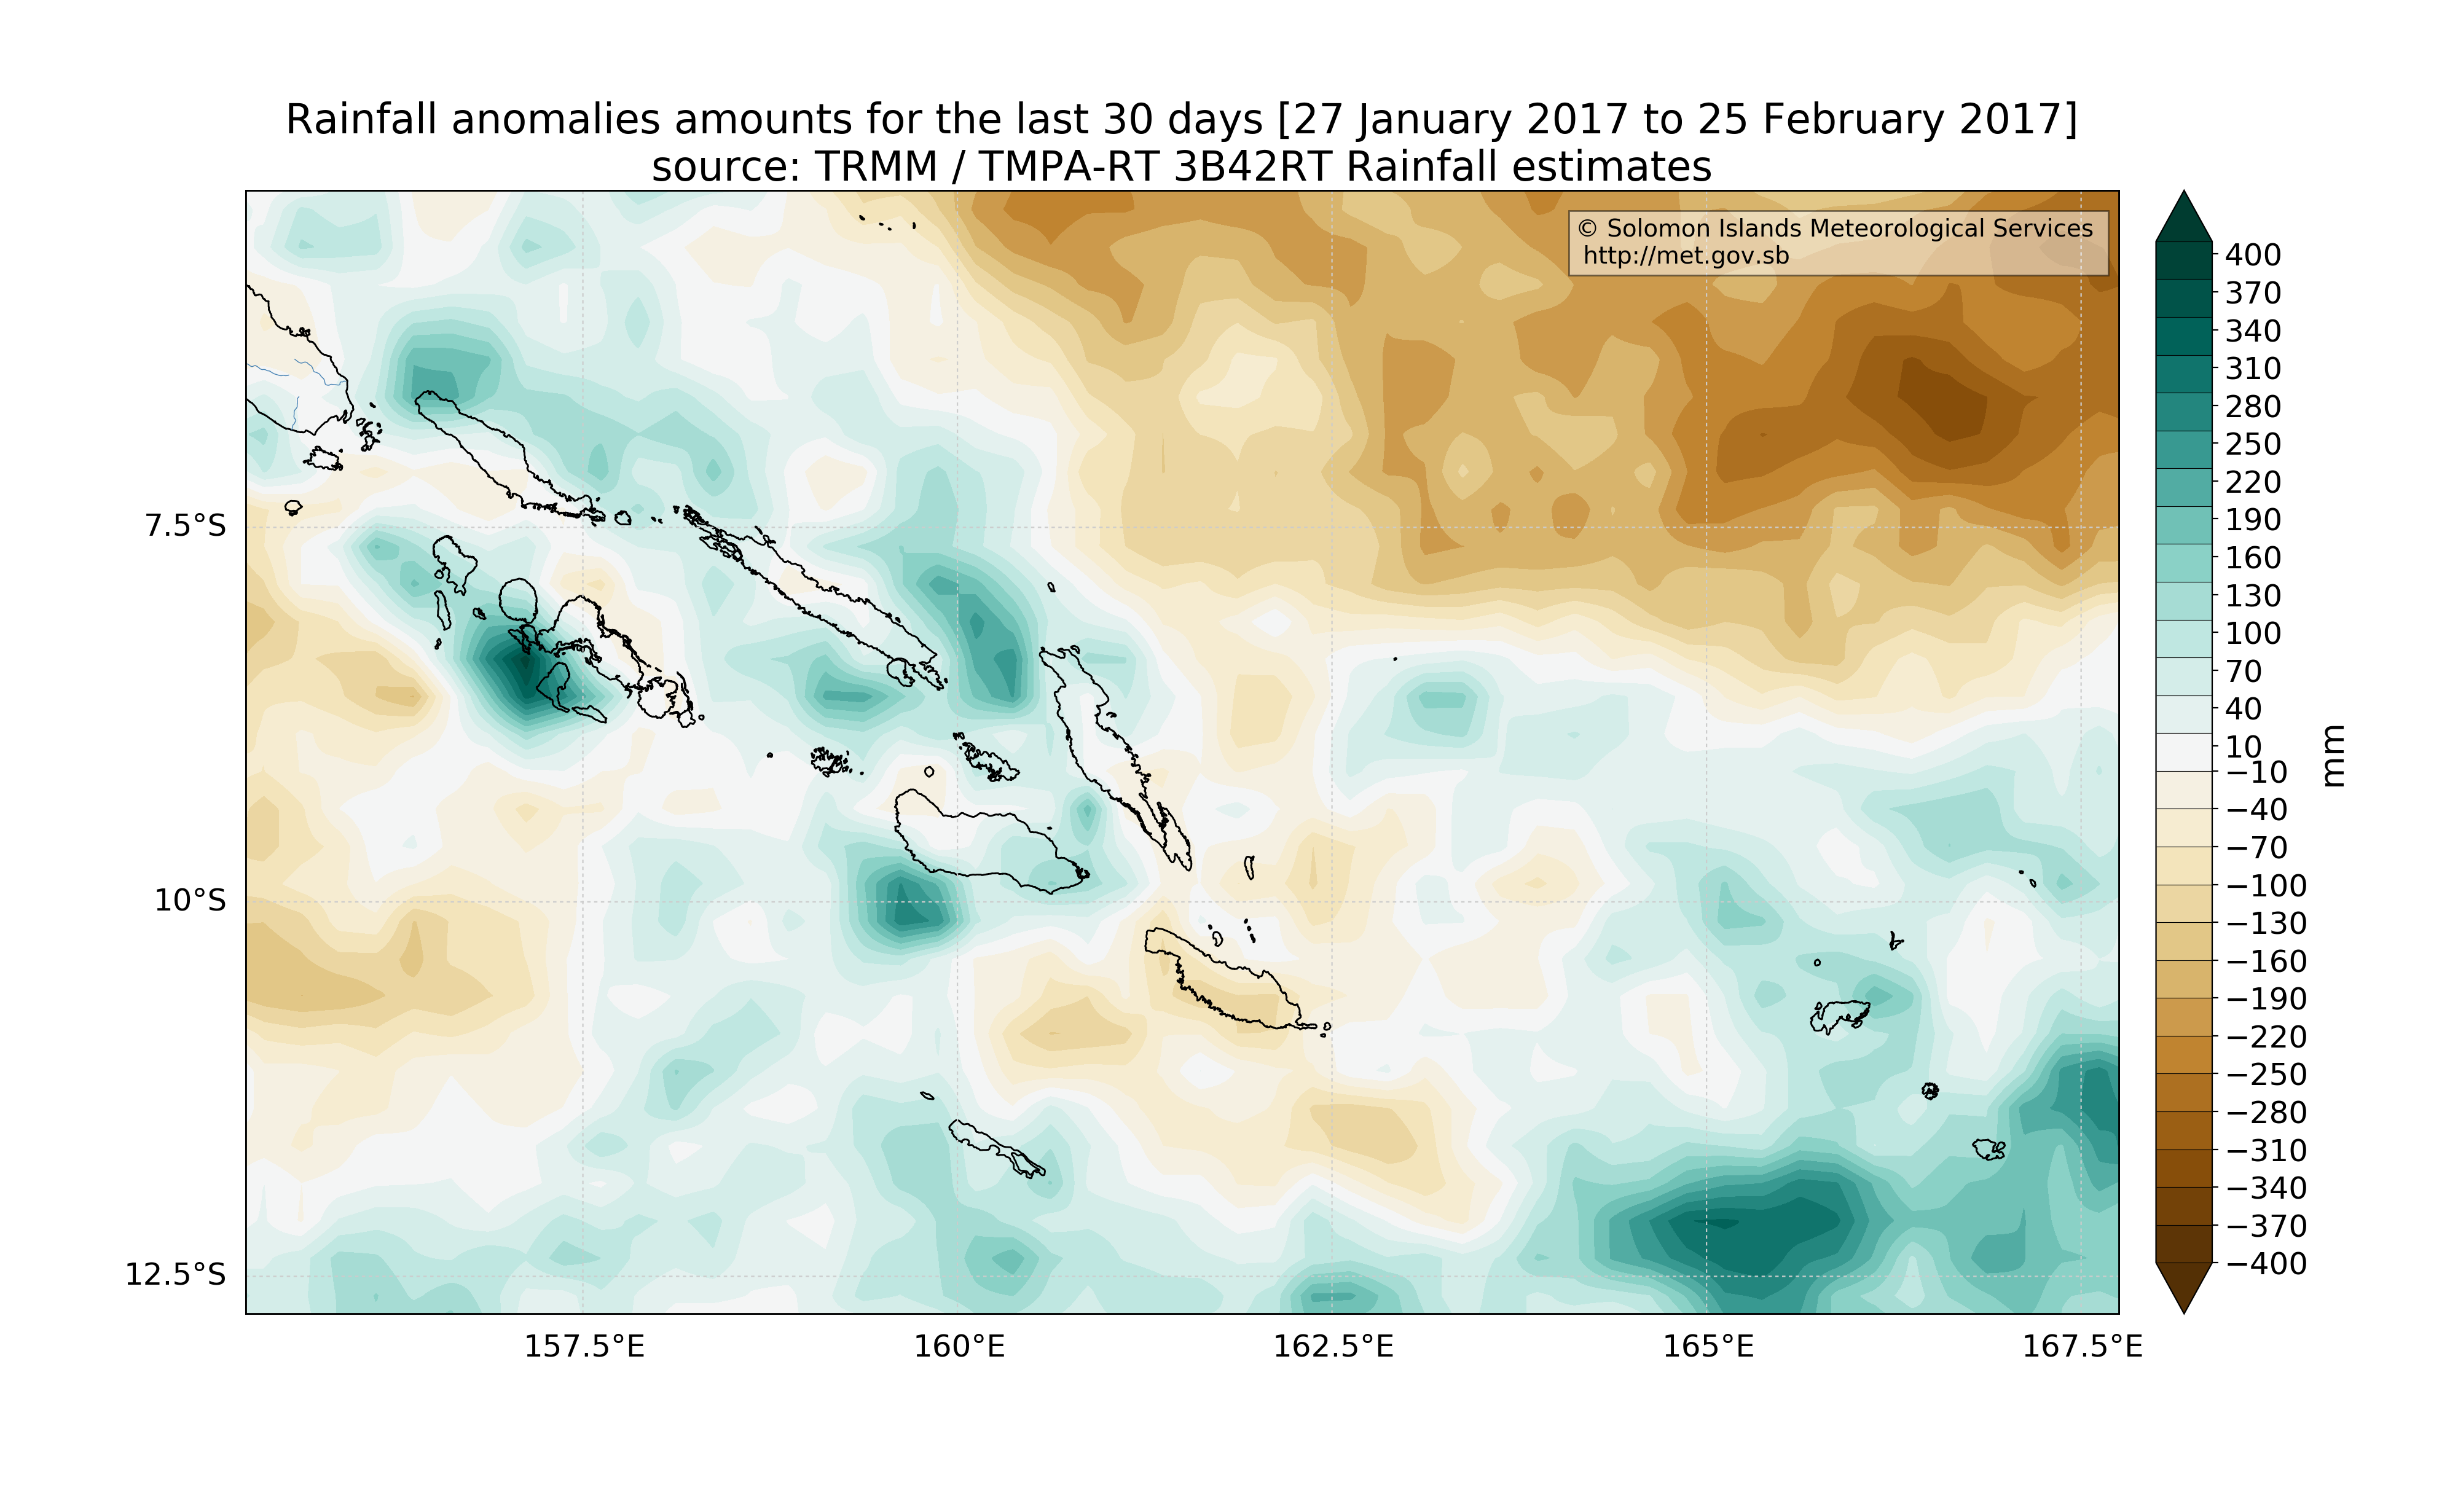 Rainfall anomalies amounts for the last 30 days [27 January 2017 to 25 February 2017]
source: TRMM / TMPA-RT 3B42RT Rainfall estimates
© Solomon Islands Meteorological Services
http://met.gov.sb
7.5°S
10°S
12.5°S
157.5°E
160°E
162.5°E
165°E
167.5°E
400
370
340
310
280
250
220
190
160
130
100
70
40
10
−10
−40
−70
−100
−130
−160
−190
−220
−250
−280
−310
−340
−370
−400
mm